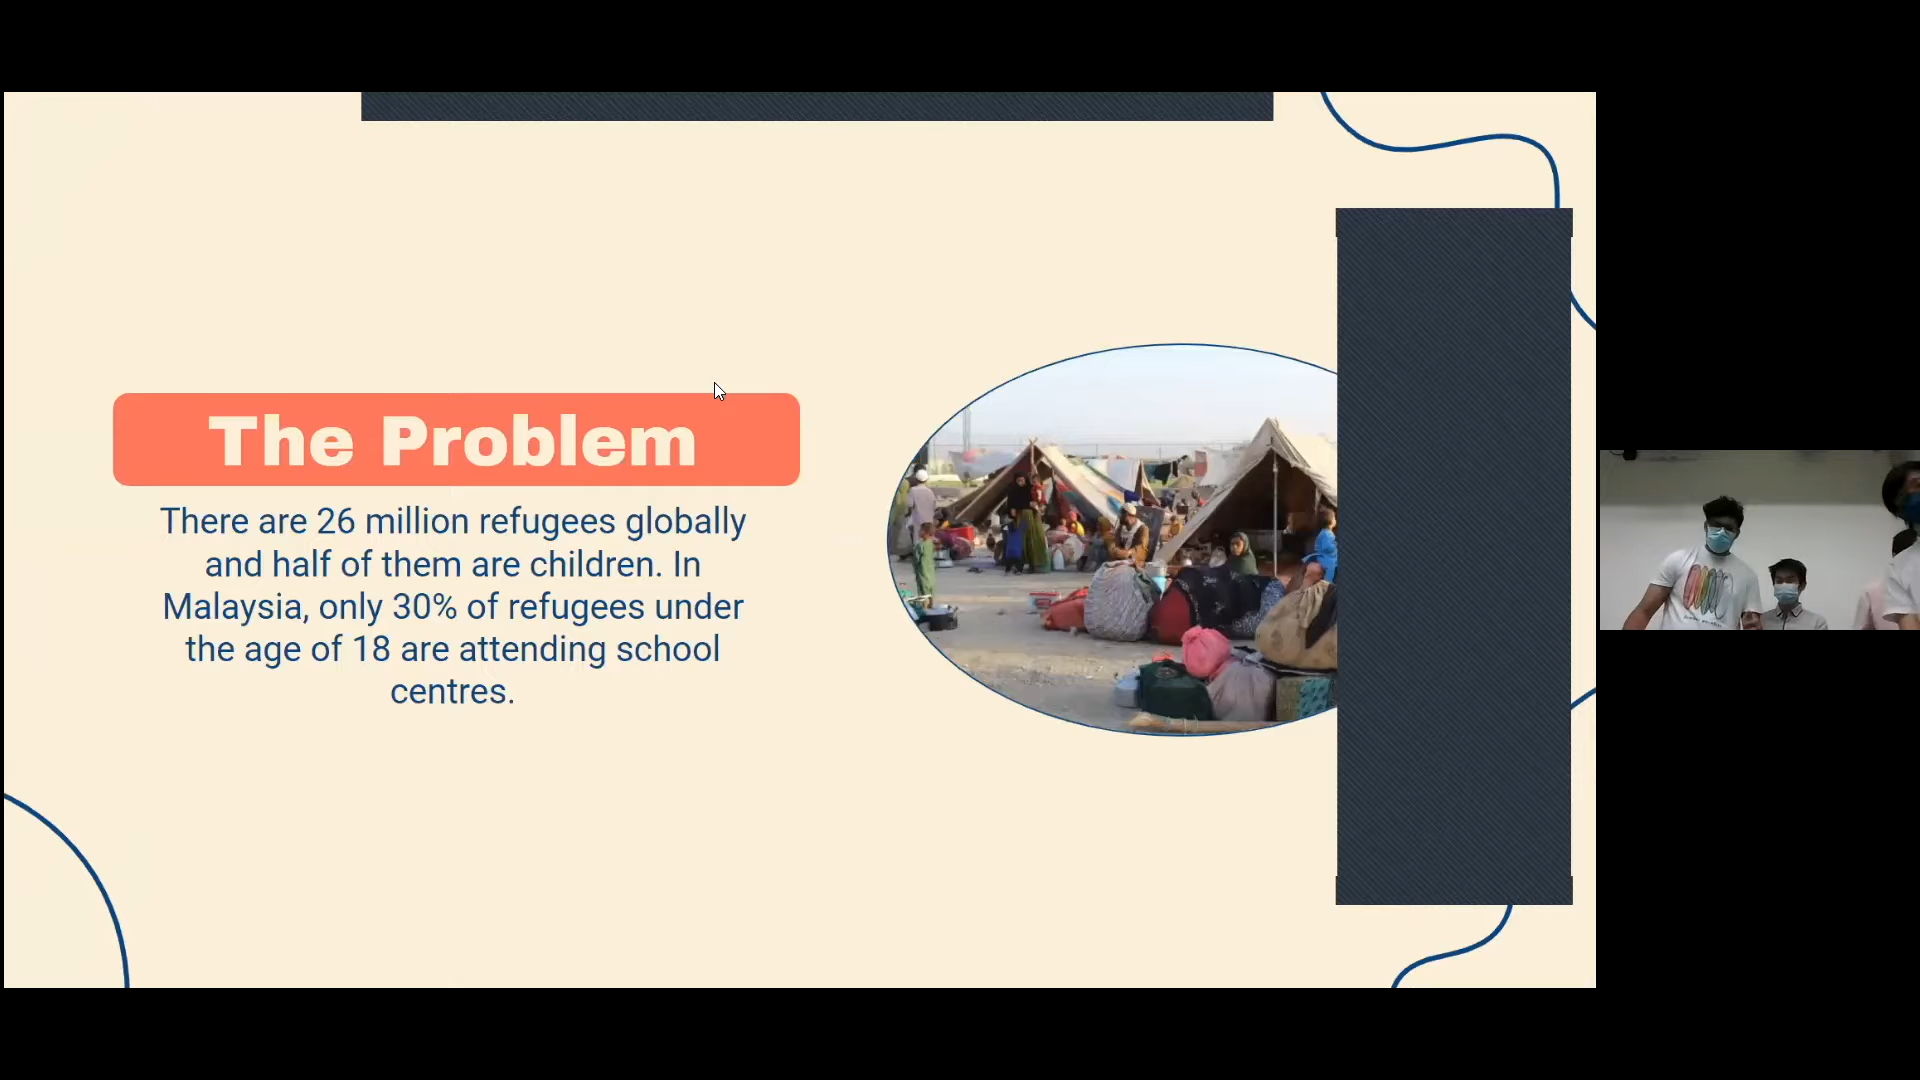 The Problem
There are 26 million refugees globally
and half of them are children. In
Malaysia, only 30% of refugees under
the age of 18 are attending school
centres.